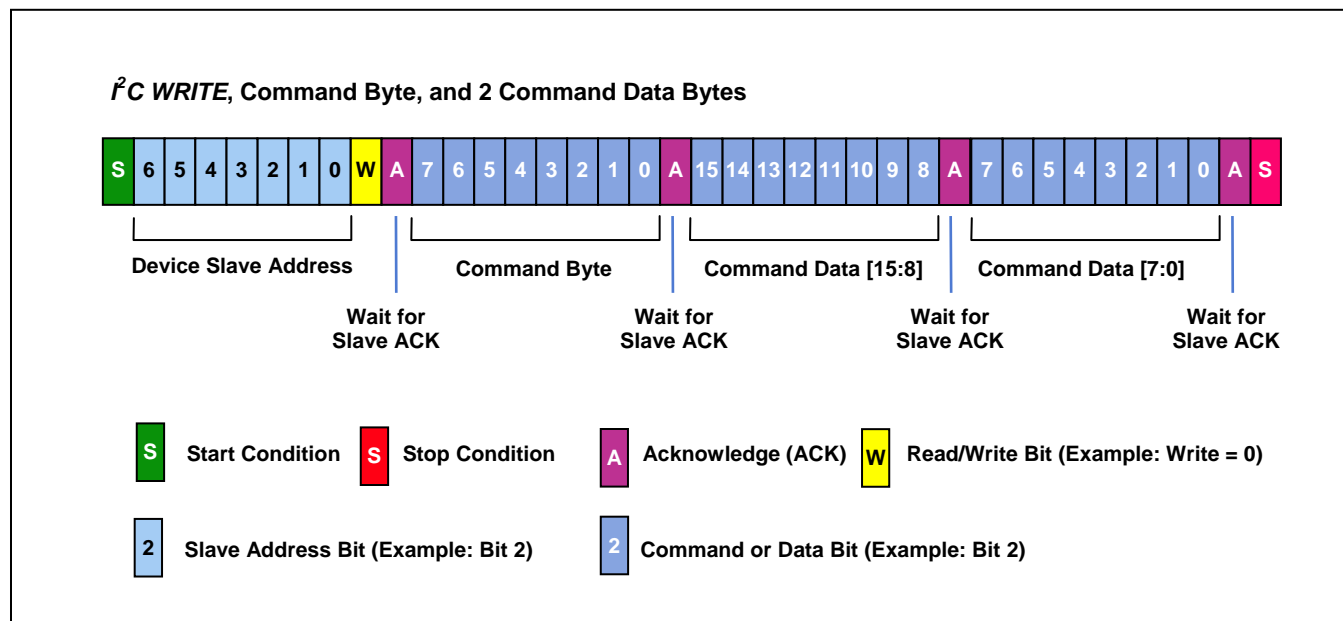 I²C WRITE, Command Byte, and 2 Command Data Bytes
S 6 5 4 3 2 1 0 W A 7 6 5 4 3 2 1 0 A 15 14 13 12 11 10 9 8 A 7 6 5 4 3 2 1 0 A S
Device Slave Address Command Byte Command Data [15:8] Command Data [7:0]
Wait for Wait for Wait for Wait for
Slave ACK Slave ACK Slave ACK Slave ACK
S Start Condition S Stop Condition A Acknowledge (ACK) W Read/Write Bit (Example: Write = 0)
2 Slave Address Bit (Example: Bit 2) 2 Command or Data Bit (Example: Bit 2)